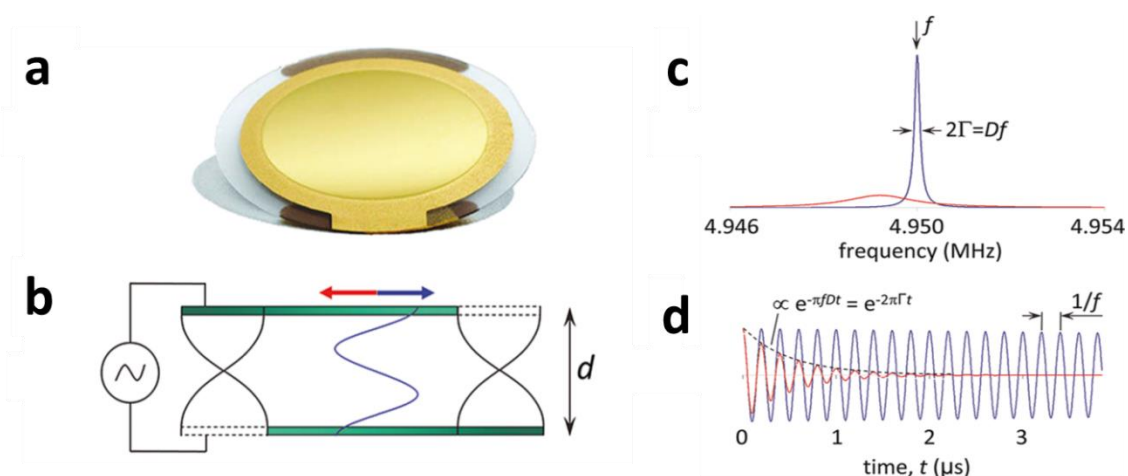 a
b
d
c
f
2Γ=Df
4.946
4.950
4.954
frequency (MHz)
d
∝ e^-πfDt = e^-2πΓt
1/f
0
1
2
3
time, t (µs)